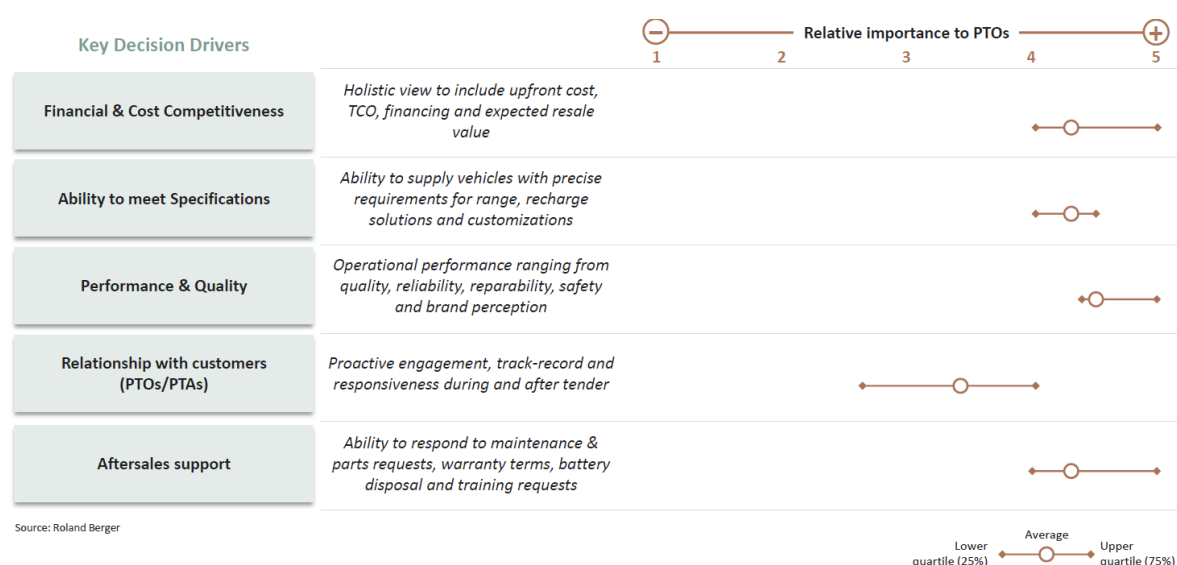 Key Decision Drivers
Relative importance to PTOs
1 2 3 4 5
Financial & Cost Competitiveness
Holistic view to include upfront cost,
TCO, financing and expected resale
value
Ability to meet Specifications
Ability to supply vehicles with precise
requirements for range, recharge
solutions and customizations
Performance & Quality
Operational performance ranging from
quality, reliability, reparability, safety
and brand perception
Relationship with customers
(PTOs/PTAs)
Proactive engagement, track-record and
responsiveness during and after tender
Aftersales support
Ability to respond to maintenance &
parts requests, warranty terms, battery
disposal and training requests
Source: Roland Berger
Lower
quartile (25%)
Average
Upper
quartile (75%)